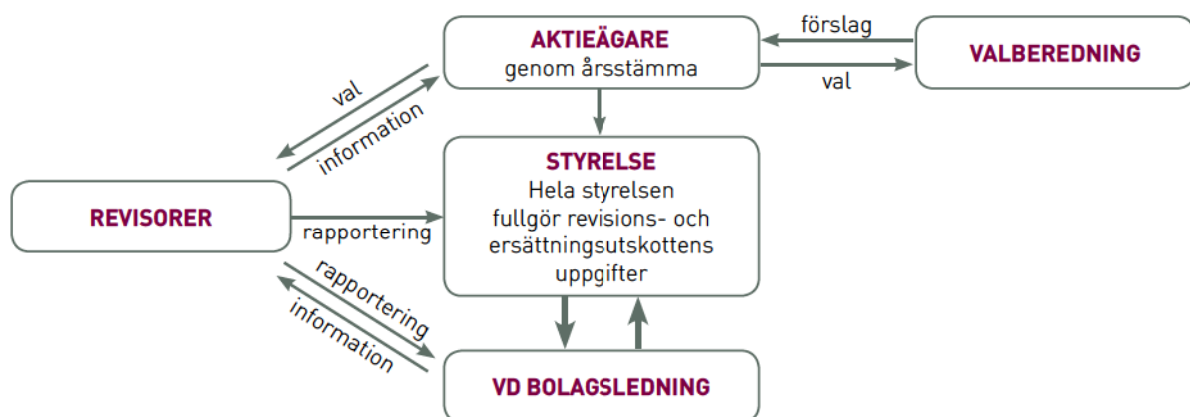 AKTIEÄGARE
genom årsstämma
förslag
val
VALBEREDNING
val
information
STYRELSE
Hela styrelsen
fullgör revisions- och
ersättningsutskottens
uppgifter
REVISORER
rapportering
rapportering
information
VD BOLAGSLEDNING